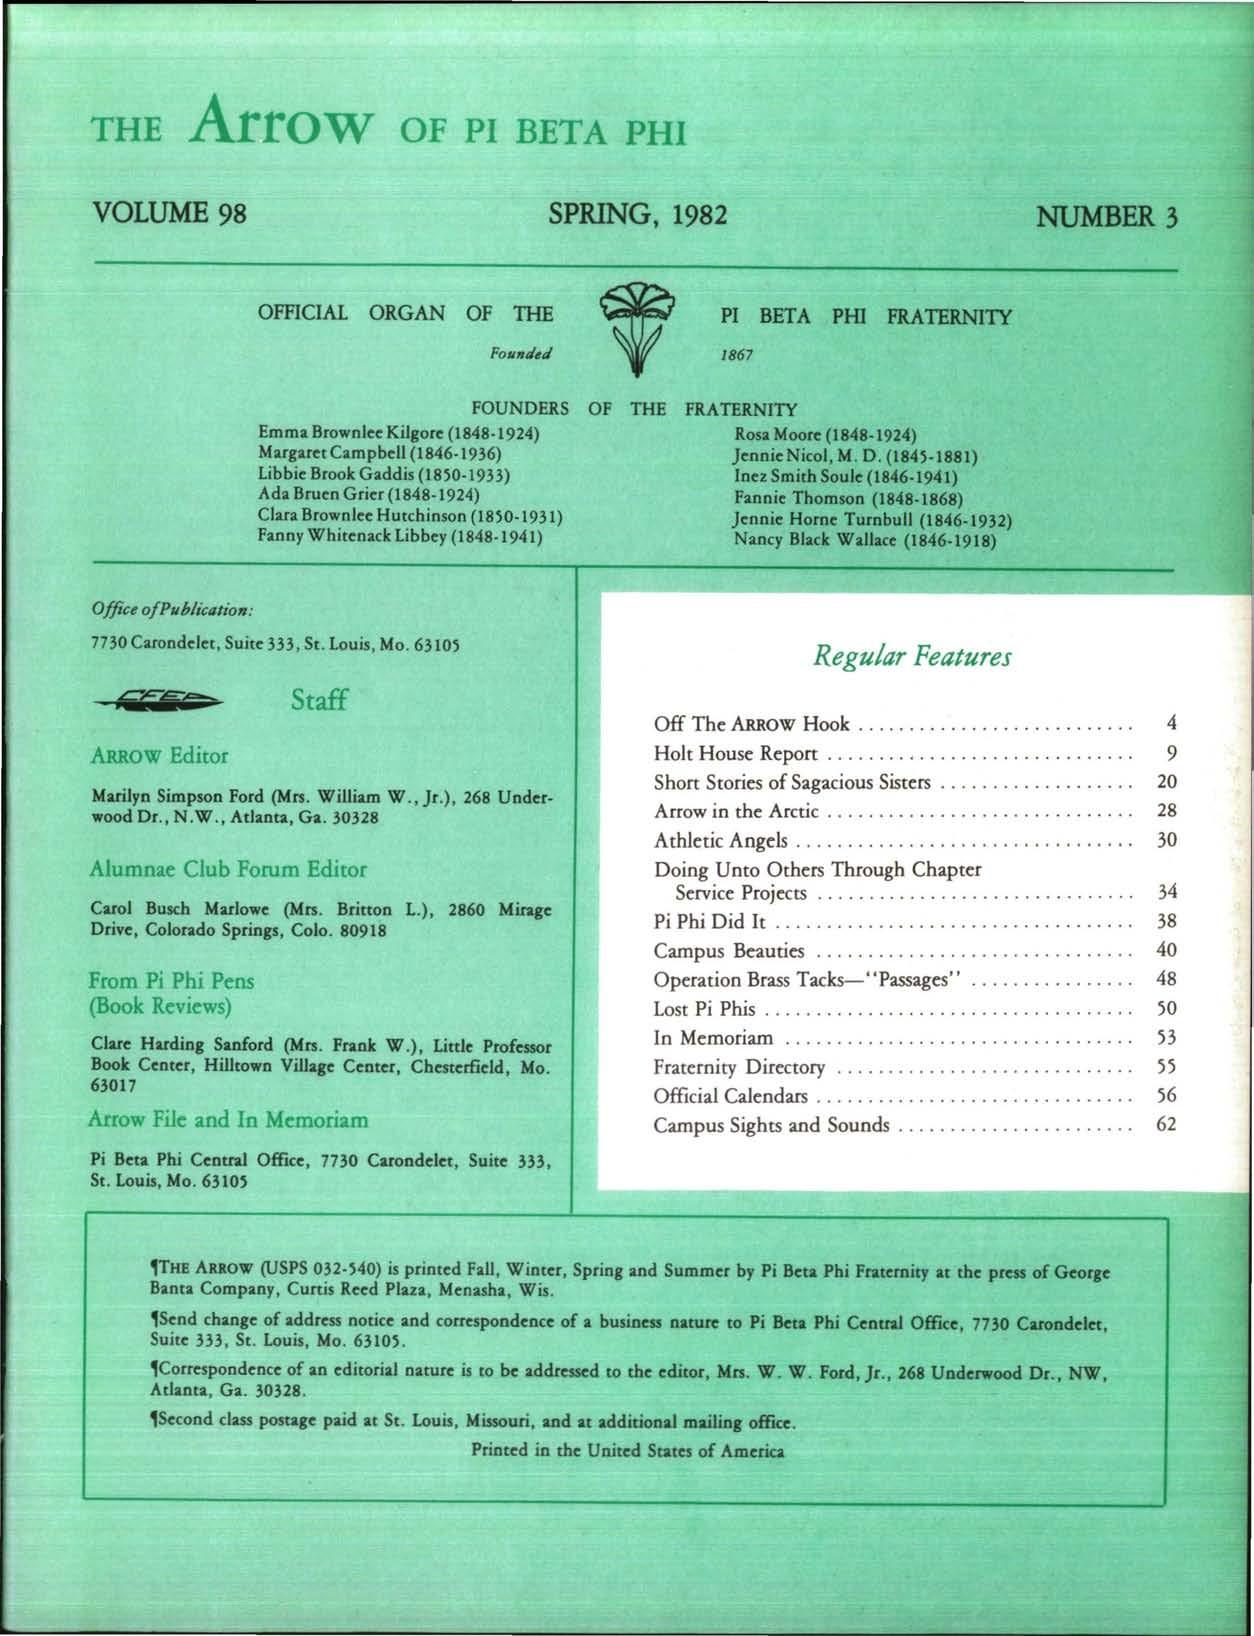 THE Arrow OF PI BETA PHI
VOLUME 98 SPRING, 1982 NUMBER 3
OFFICIAL ORGAN OF THE PI BETA PHI FRATERNITY
Founded 1867
FOUNDERS OF THE FRATERNITY
Emma Brownlee Kilgore (1848-1924)
Margaret Campbell (1846-1936)
Libbie Brook Gaddis (1850-1933)
Ada Bruen Grier (1848-1924)
Clara Brownlee Hutchinson (1850-1931)
Fanny Whitenack Libbey (1848-1941)
Rosa Moore (1848-1924)
Jennie Nicol, M. D. (1845-1881)
Inez Smith Soule (1846-1941)
Fannie Thomson (1848-1868)
Jennie Horne Turnbull (1846-1932)
Nancy Black Wallace (1846-1918)
Office of Publication:
7730 Carondelet, Suite 333, St. Louis, Mo. 63105
CFEA Staff
ARROW Editor
Marilyn Simpson Ford (Mrs. William W., Jr.), 268 Under-
wood Dr., N.W., Atlanta, Ga. 30328
Alumnae Club Forum Editor
Carol Busch Marlowe (Mrs. Britton L.), 2860 Mirage
Drive, Colorado Springs, Colo. 80918
From Pi Phi Pens
(Book Reviews)
Clare Harding Sanford (Mrs. Frank W.), Little Professor
Book Center, Hilltown Village Center, Chesterfield, Mo.
63017
Arrow File and In Memoriam
Pi Beta Phi Central Office, 7730 Carondelet, Suite 333,
St. Louis, Mo. 63105
Regular Features
Off The ARROW Hook ........................... 4
Holt House Report .............................. 9
Short Stories of Sagacious Sisters ................... 20
Arrow in the Arctic .............................. 28
Athletic Angels ................................. 30
Doing Unto Others Through Chapter
Service Projects ............................... 34
Pi Phi Did It ................................... 38
Campus Beauties ............................... 40
Operation Brass Tacks—"Passages" ................ 48
Lost Pi Phis .................................... 50
In Memoriam .................................. 53
Fraternity Directory ............................. 55
Official Calendars ............................... 56
Campus Sights and Sounds ....................... 62
¶THE ARROW (USPS 032-540) is printed Fall, Winter, Spring and Summer by Pi Beta Phi Fraternity at the press of George
Banta Company, Curtis Reed Plaza, Menasha, Wis.
¶Send change of address notice and correspondence of a business nature to Pi Beta Phi Central Office, 7730 Carondelet,
Suite 333, St. Louis, Mo. 63105.
¶Correspondence of an editorial nature is to be addressed to the editor, Mrs. W. W. Ford, Jr., 268 Underwood Dr., NW,
Atlanta, Ga. 30328.
¶Second class postage paid at St. Louis, Missouri, and at additional mailing office.
Printed in the United States of America